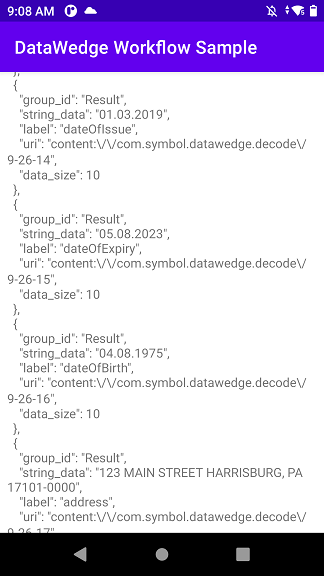 9:08 AM
DataWedge Workflow Sample
},
{
"group_id": "Result",
"string_data": "01.03.2019",
"label": "dateOfIssue",
"uri": "content:\/\/com.symbol.datawedge.decode\/
9-26-14",
"data_size": 10
},
{
"group_id": "Result",
"string_data": "05.08.2023",
"label": "dateOfExpiry",
"uri": "content:\/\/com.symbol.datawedge.decode\/
9-26-15",
"data_size": 10
},
{
"group_id": "Result",
"string_data": "04.08.1975",
"label": "dateOfBirth",
"uri": "content:\/\/com.symbol.datawedge.decode\/
9-26-16",
"data_size": 10
},
{
"group_id": "Result",
"string_data": "123 MAIN STREET HARRISBURG, PA
17101-0000",
"label": "address",
"uri": "content:\/\/com.symbol.datawedge.decode\/
9-26-17",